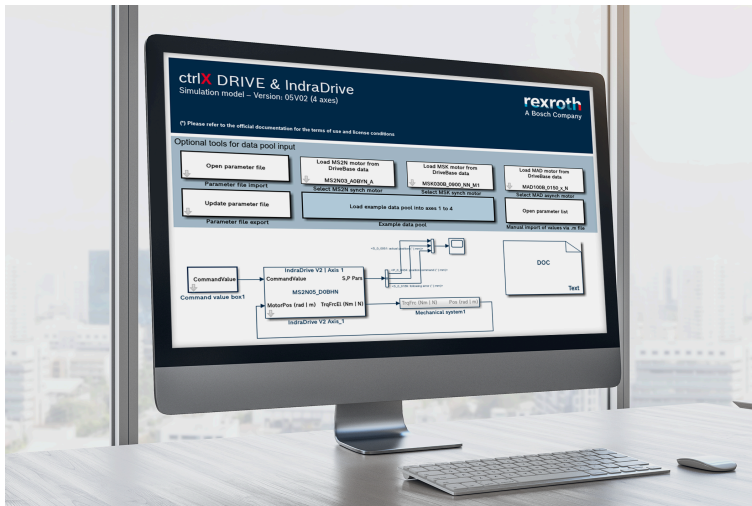 ctrlX DRIVE & IndraDrive
Simulation model – Version: 05V02 (4 axes)
rexroth
A Bosch Company
(*) Please refer to the official documentation for the terms of use and license conditions
Optional tools for data pool input
Open parameter file
Parameter file import
Load MS2N motor from
DriveBase data
MS2N03_A0BYN_A
Select MS2N synch motor
Load MSK motor from
DriveBase data
MSK030B_0900_NN_M1
Select MSK synch motor
Load MAD motor from
DriveBase data
MAD100B_0150_x_N
Select MAD asynch motor
Update parameter file
Parameter file export
Load example data pool into axes 1 to 4
Example data pool
Open parameter list
Manual import of values via .m file
CommandValue
Command value box1
IndraDrive V2 | Axis 1
CommandValue
S,P Pars
MS2N05_D0BHN
MotorPos (rad | m)
TrqFrcEl (Nm | N)
IndraDrive V2 Axis_1
TrqFrc (Nm | N)
Pos (rad | m)
Mechanical system1
DOC
Text